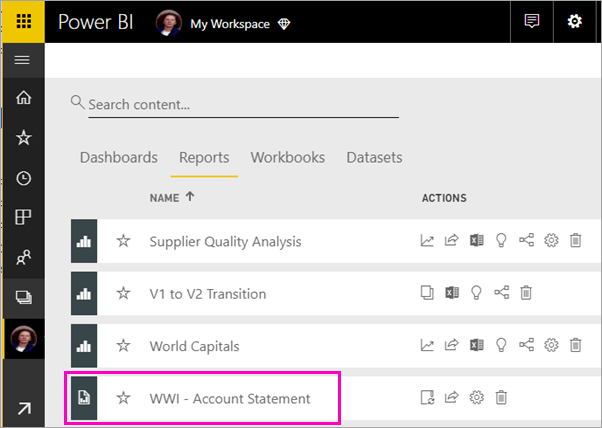 Power BI My Workspace
Search content...
Dashboards Reports Workbooks Datasets
NAME ACTIONS
Supplier Quality Analysis
V1 to V2 Transition
World Capitals
WWI - Account Statement